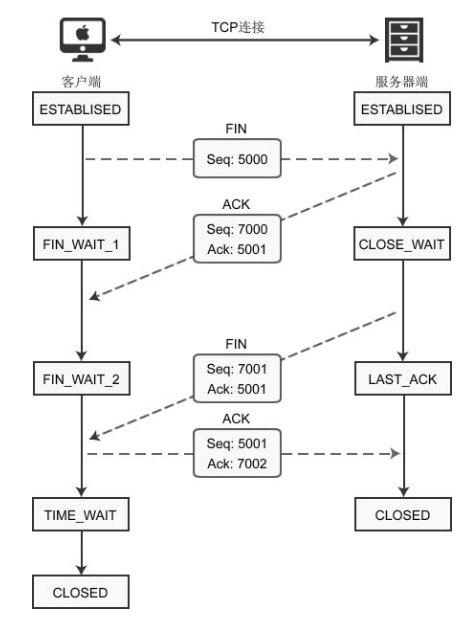 TCP连接
客户端
服务器端
ESTABLISED
ESTABLISED
FIN
Seq: 5000
ACK
Seq: 7000
Ack: 5001
FIN_WAIT_1
CLOSE_WAIT
FIN
Seq: 7001
Ack: 5001
FIN_WAIT_2
LAST_ACK
ACK
Seq: 5001
Ack: 7002
TIME_WAIT
CLOSED
CLOSED